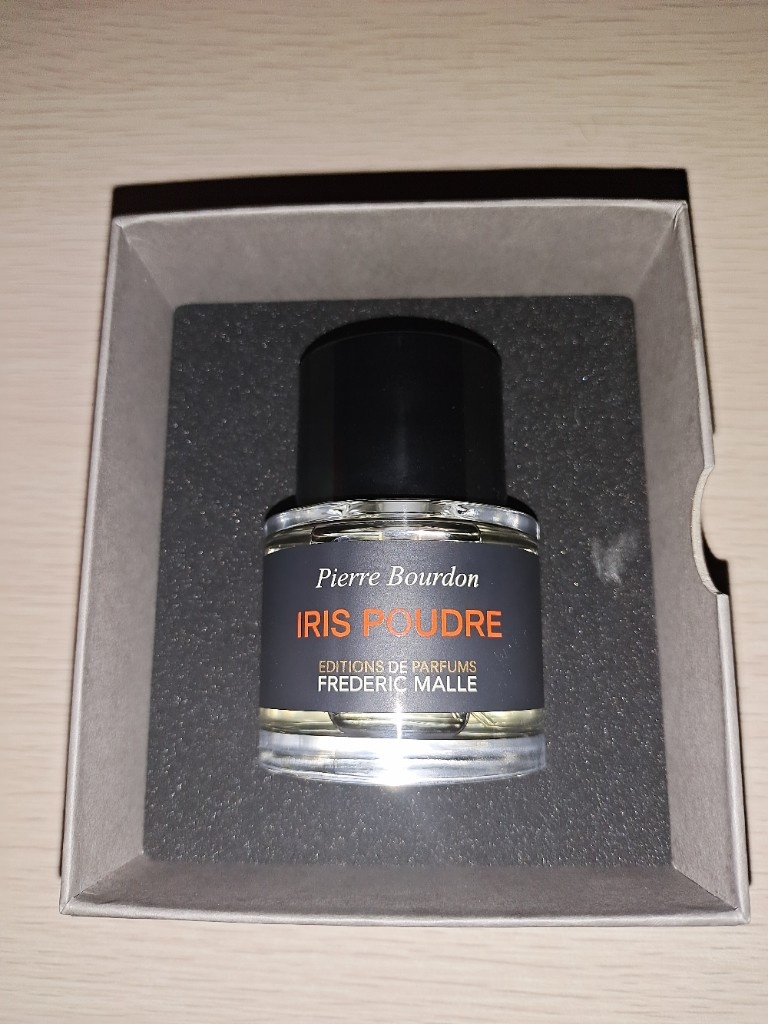 Pierre Bourdon
IRIS POUDRE
EDITIONS DE PARFUMS
FREDERIC MALLE